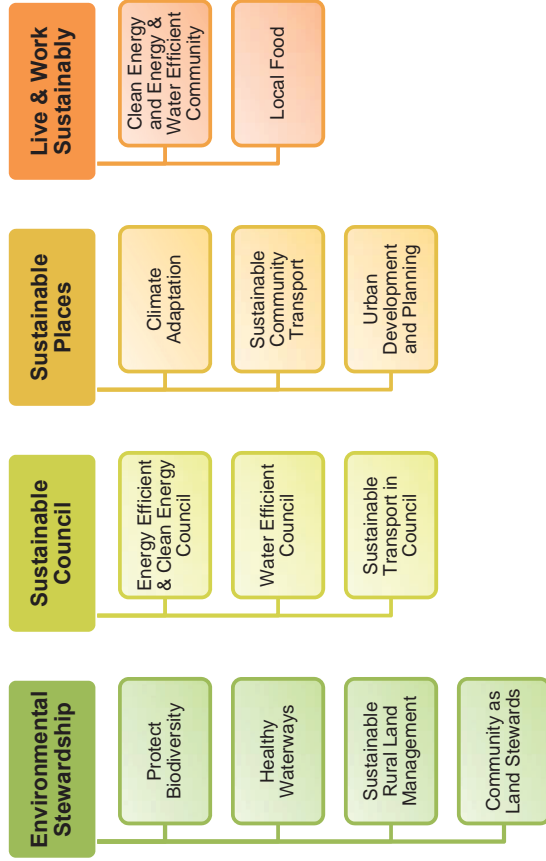 Environmental
Stewardship
Protect
Biodiversity
Healthy
Waterways
Sustainable
Rural Land
Management
Community as
Land Stewards
Sustainable
Council
Energy Efficient
& Clean Energy
Council
Water Efficient
Council
Sustainable
Transport in
Council
Sustainable
Places
Climate
Adaptation
Sustainable
Community
Transport
Urban
Development
and Planning
Live & Work
Sustainably
Clean Energy
and Energy &
Water Efficient
Community
Local Food